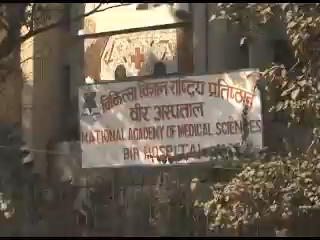 चिकित्सा विज्ञान राष्ट्रिय प्रतिष्ठान
वीर अस्पताल
NATIONAL ACADEMY OF MEDICAL SCIENCES
BIR HOSPITAL